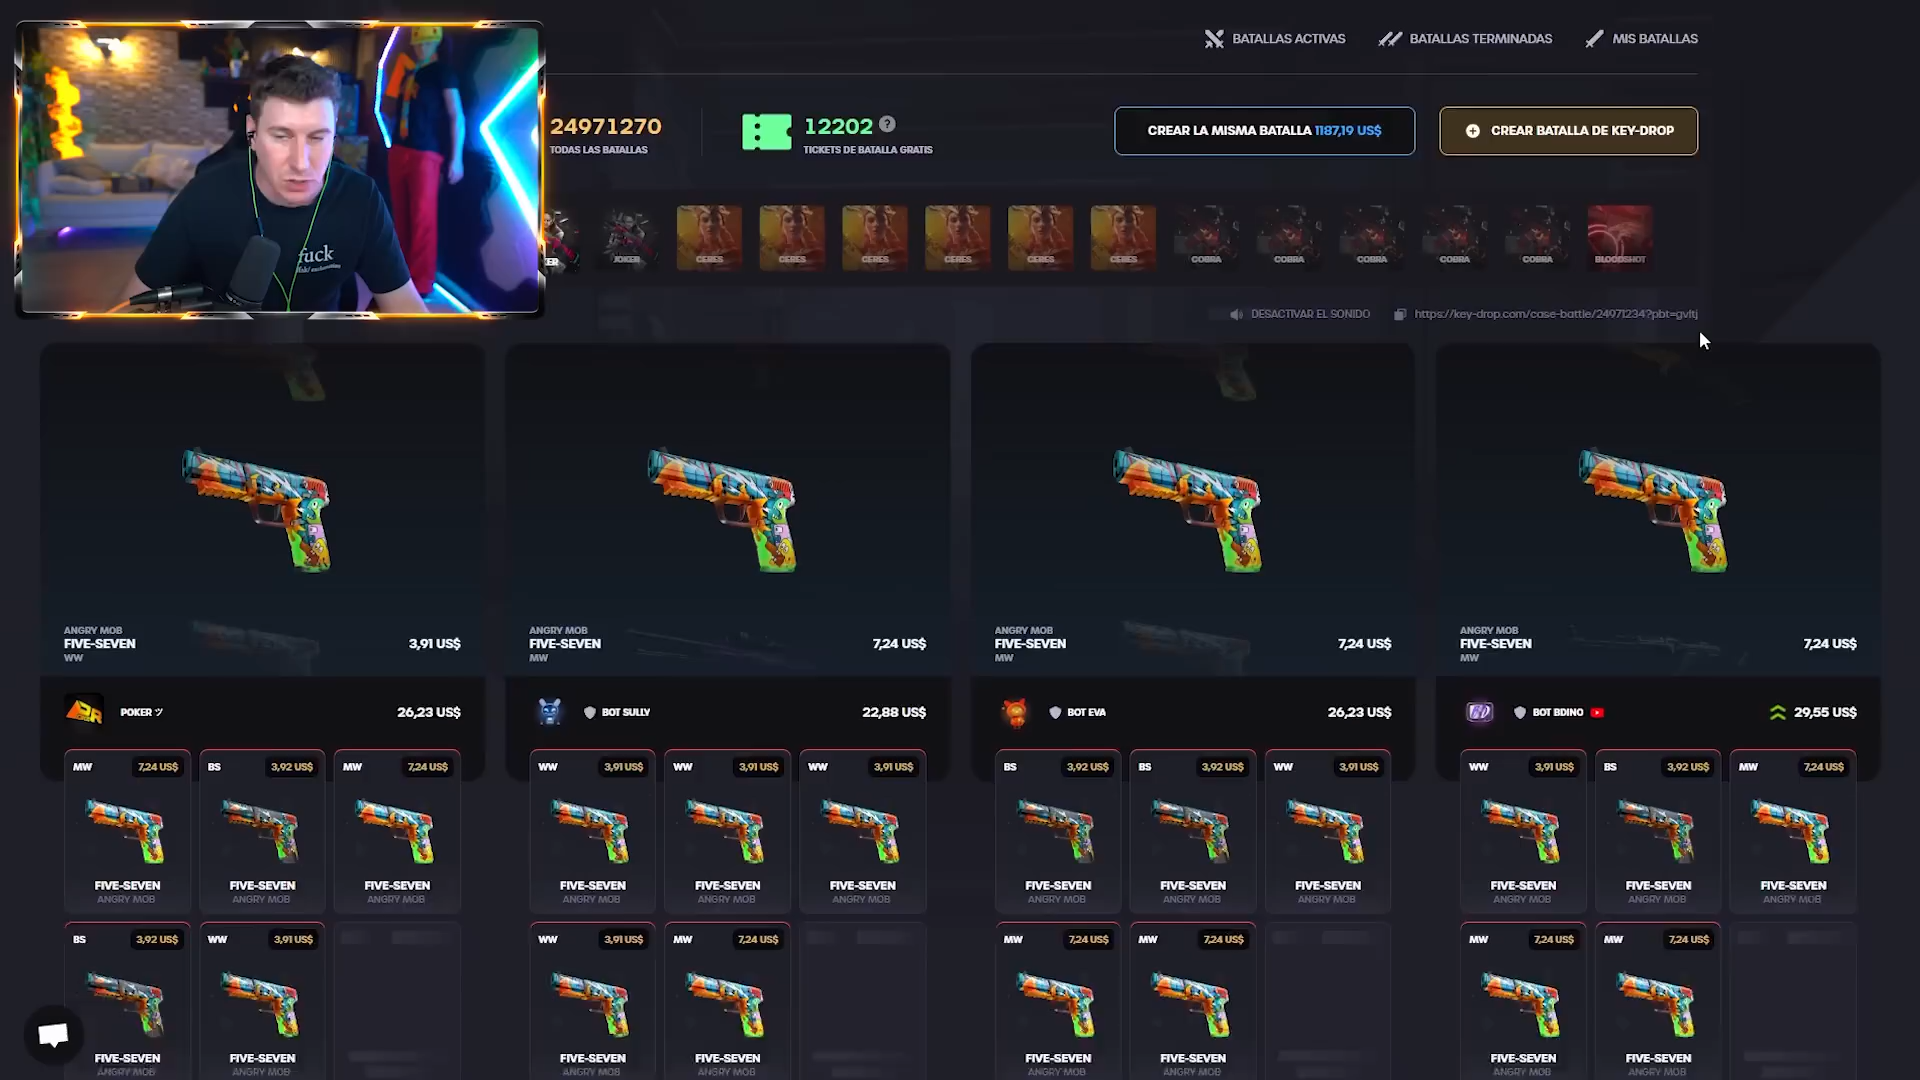 BATALLAS ACTIVAS
BATALLAS TERMINADAS
MIS BATALLAS
24971270
TODAS LAS BATALLAS
12202
?
TICKETS DE BATALLA GRATIS
CREAR LA MISMA BATALLA 1187,19 US$
CREAR BATALLA DE KEY-DROP
fuck
JOKER
CERES
CERES
CERES
CERES
CERES
CERES
COBRA
COBRA
COBRA
COBRA
COBRA
BLOODSHOT
DESACTIVAR EL SONIDO
https://key-drop.com/case-battle/24971234?pbt=gvltj
ANGRY MOB
FIVE-SEVEN
WW
3,91 US$
ANGRY MOB
FIVE-SEVEN
MW
7,24 US$
ANGRY MOB
FIVE-SEVEN
MW
7,24 US$
ANGRY MOB
FIVE-SEVEN
MW
7,24 US$
POKER ツ
26,23 US$
BOT SULLY
22,88 US$
BOT EVA
26,23 US$
BOT BDINO
29,55 US$
MW 7,24 US$
BS 3,92 US$
MW 7,24 US$
WW 3,91 US$
WW 3,91 US$
WW 3,91 US$
BS 3,92 US$
BS 3,92 US$
WW 3,91 US$
WW 3,91 US$
BS 3,92 US$
MW 7,24 US$
FIVE-SEVEN
ANGRY MOB
FIVE-SEVEN
ANGRY MOB
FIVE-SEVEN
ANGRY MOB
FIVE-SEVEN
ANGRY MOB
FIVE-SEVEN
ANGRY MOB
FIVE-SEVEN
ANGRY MOB
FIVE-SEVEN
ANGRY MOB
FIVE-SEVEN
ANGRY MOB
FIVE-SEVEN
ANGRY MOB
FIVE-SEVEN
ANGRY MOB
FIVE-SEVEN
ANGRY MOB
FIVE-SEVEN
ANGRY MOB
BS 3,92 US$
WW 3,91 US$
WW 3,91 US$
MW 7,24 US$
MW 7,24 US$
MW 7,24 US$
MW 7,24 US$
MW 7,24 US$
FIVE-SEVEN
ANGRY MOB
FIVE-SEVEN
ANGRY MOB
FIVE-SEVEN
ANGRY MOB
FIVE-SEVEN
ANGRY MOB
FIVE-SEVEN
ANGRY MOB
FIVE-SEVEN
ANGRY MOB
FIVE-SEVEN
ANGRY MOB
FIVE-SEVEN
ANGRY MOB